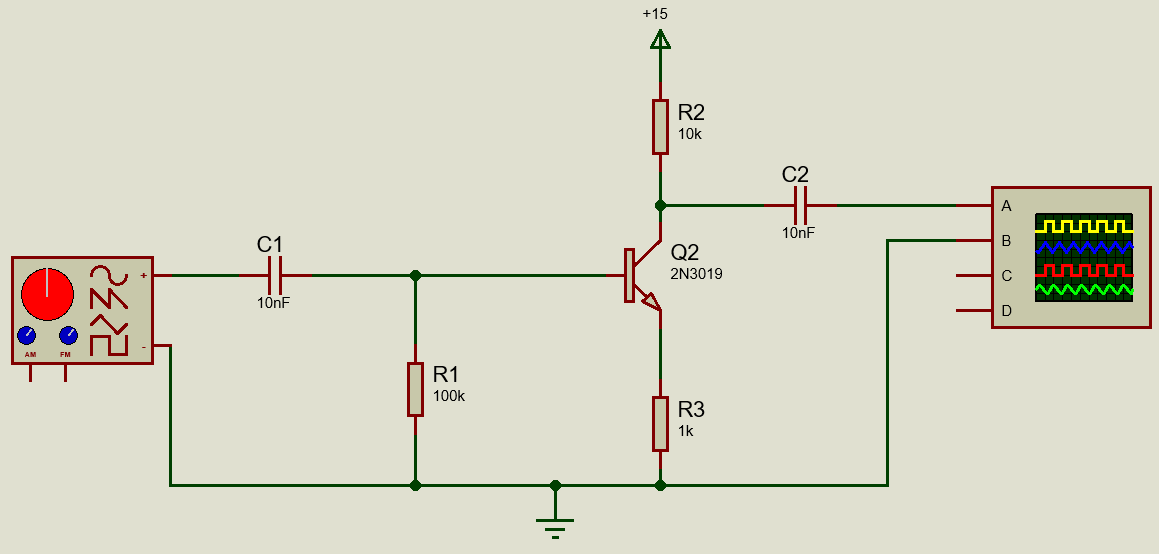 +15
R2
10k
C2
10nF
A
B
C
D
C1
10nF
+
-
AM FM
Q2
2N3019
R1
100k
R3
1k